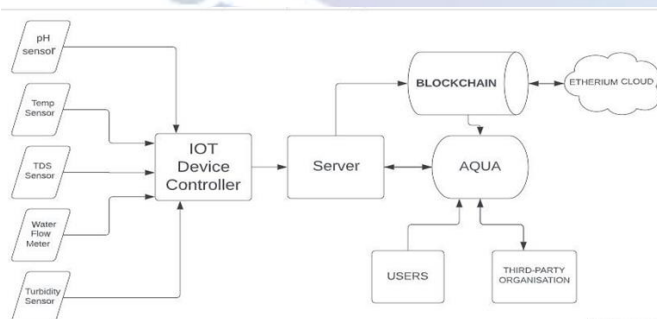 pH
sensor
Temp
Sensor
TDS
Sensor
Water
Flow
Meter
Turbidity
Sensor
IOT
Device
Controller
Server
BLOCKCHAIN
ETHERIUM CLOUD
AQUA
USERS
THIRD-PARTY
ORGANISATION